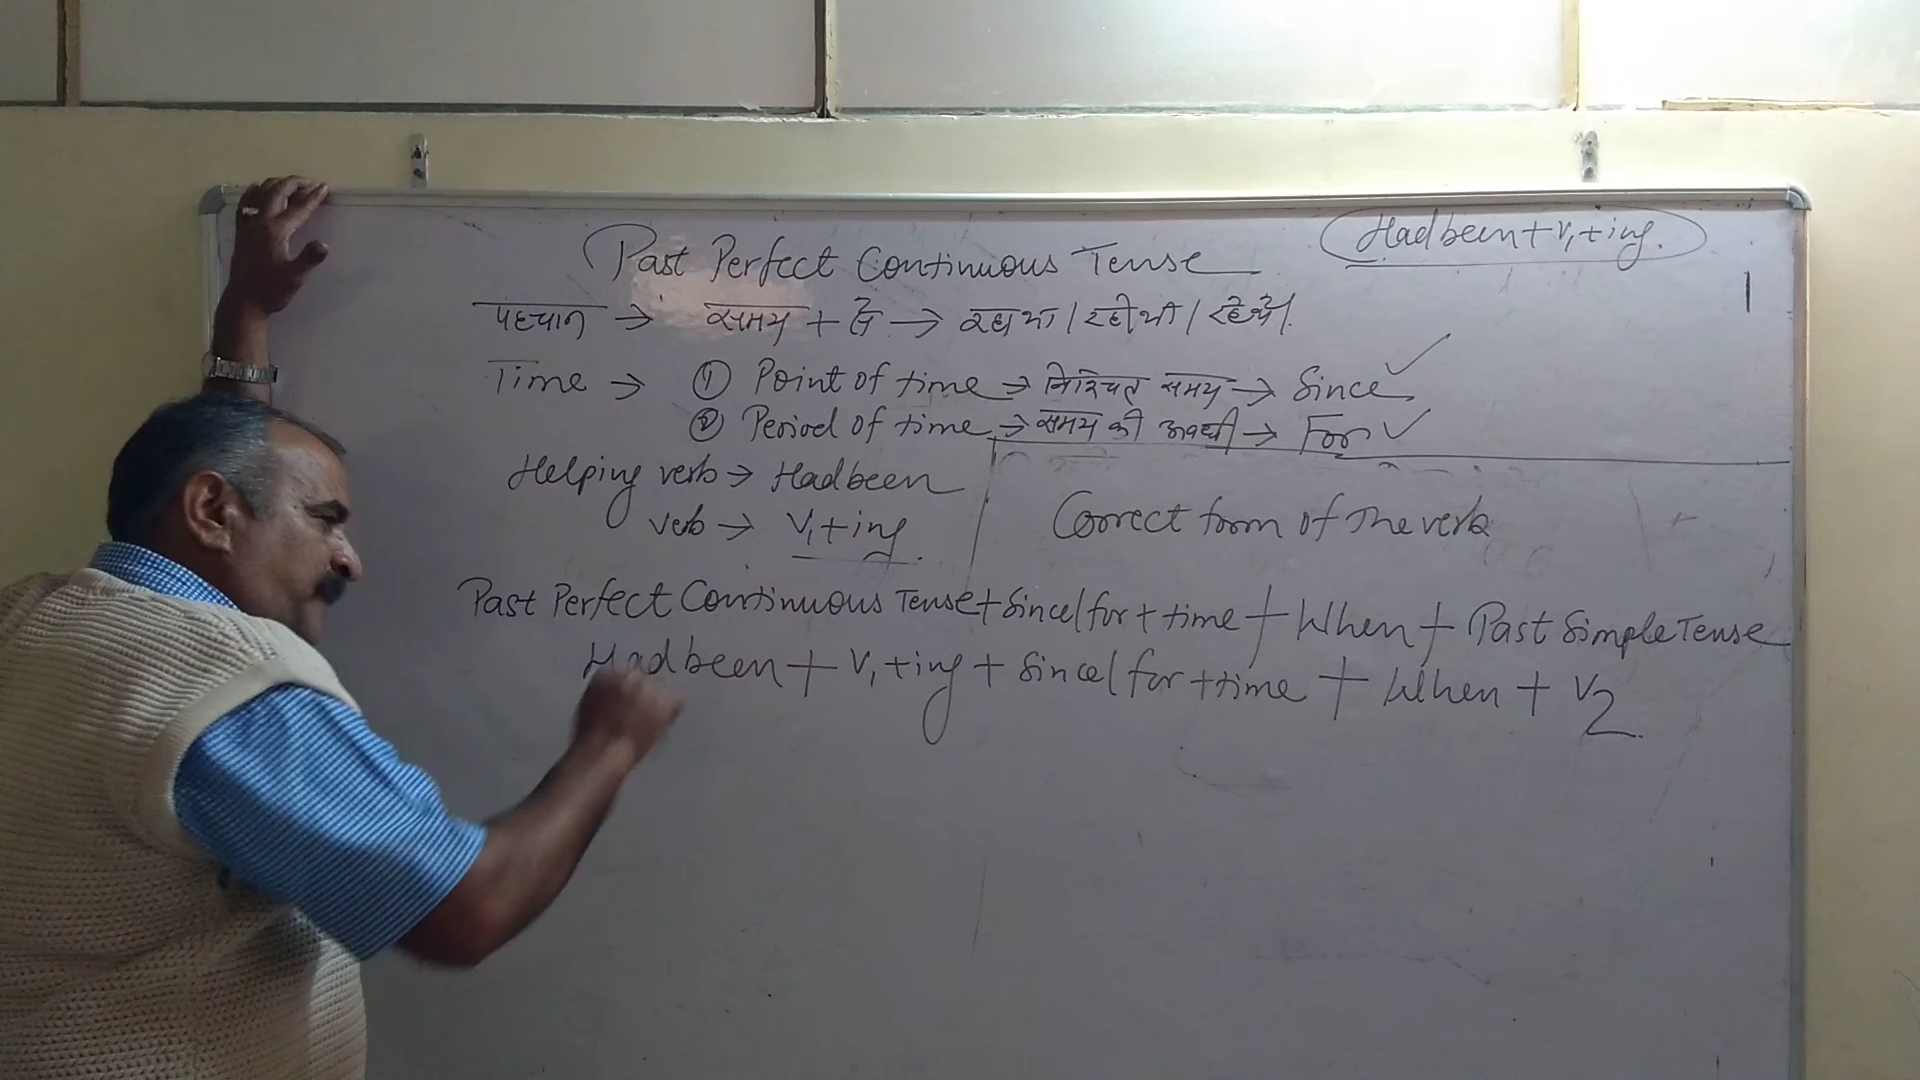 Had been + V1 + ing.
Past Perfect Continuous Tense
पहचान → समय + से → रहा था / रही थी / रहे थे।
Time → ① Point of time → निश्चित समय → Since ✓
② Period of time → समय की अवधी → For ✓
Helping verb → Had been
verb → V1 + ing.
Correct form of the verb
Past Perfect Continuous Tense + Since/for + time + When + Past Simple Tense
Had been + V1 + ing + Since/for + time + When + V2